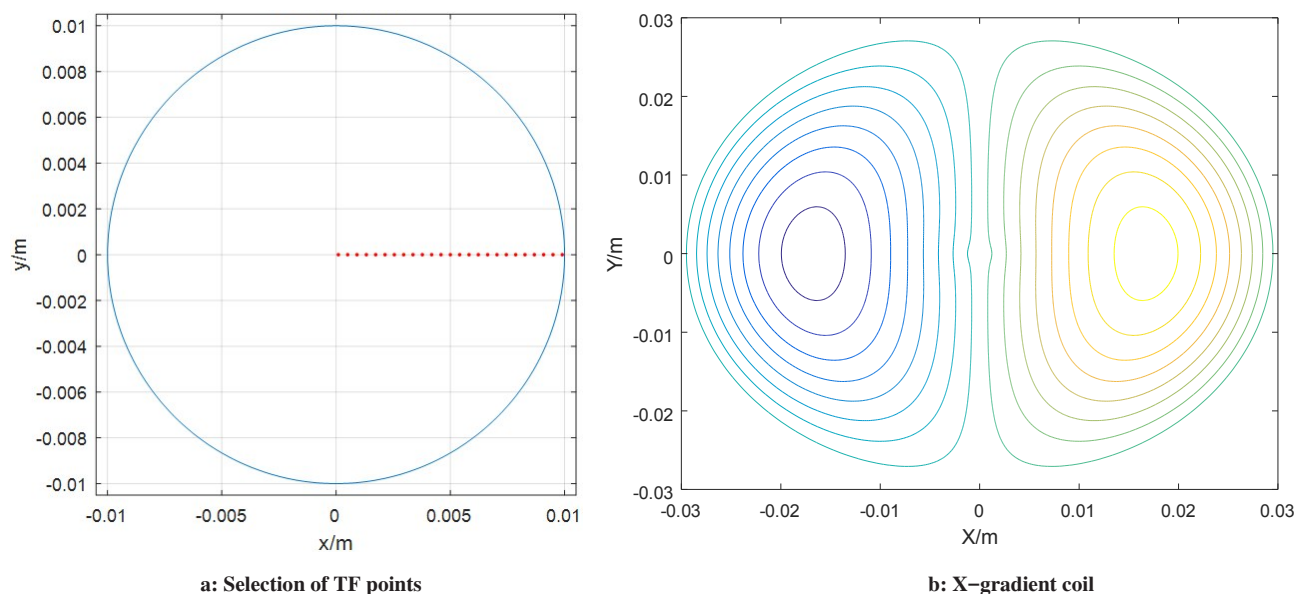 0.01
0.008
0.006
0.004
0.002
0
-0.002
-0.004
-0.006
-0.008
-0.01
y/m
-0.01 -0.005 0 0.005 0.01
x/m
a: Selection of TF points
0.03
0.02
0.01
0
-0.01
-0.02
-0.03
Y/m
-0.03 -0.02 -0.01 0 0.01 0.02 0.03
X/m
b: X−gradient coil